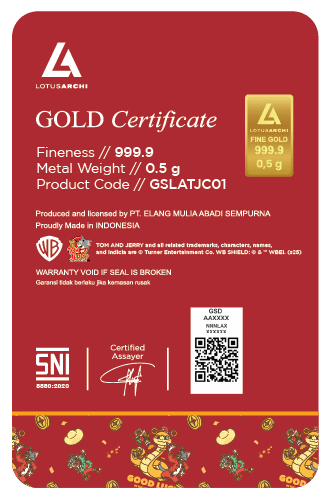 LOTUSARCHI
GOLD Certificate
Fineness // 999.9
Metal Weight // 0.5 g
Product Code // GSLATJC01
LOTUSARCHI
FINE GOLD
999.9
0,5 g
Produced and licensed by PT. ELANG MULIA ABADI SEMPURNA
Proudly Made in INDONESIA
WB
TOM AND JERRY and all related trademarks, characters, names,
and indicia are © Turner Entertainment Co. WB SHIELD: © & ™ WBEI. (s25)
WARRANTY VOID IF SEAL IS BROKEN
Garansi tidak berlaku jika kemasan rusak
GSD
AAXXXX
NNNLAX
XXXXXX
SNI
8880:2020
Certified
Assayer
GOOD LUCK
GOOD